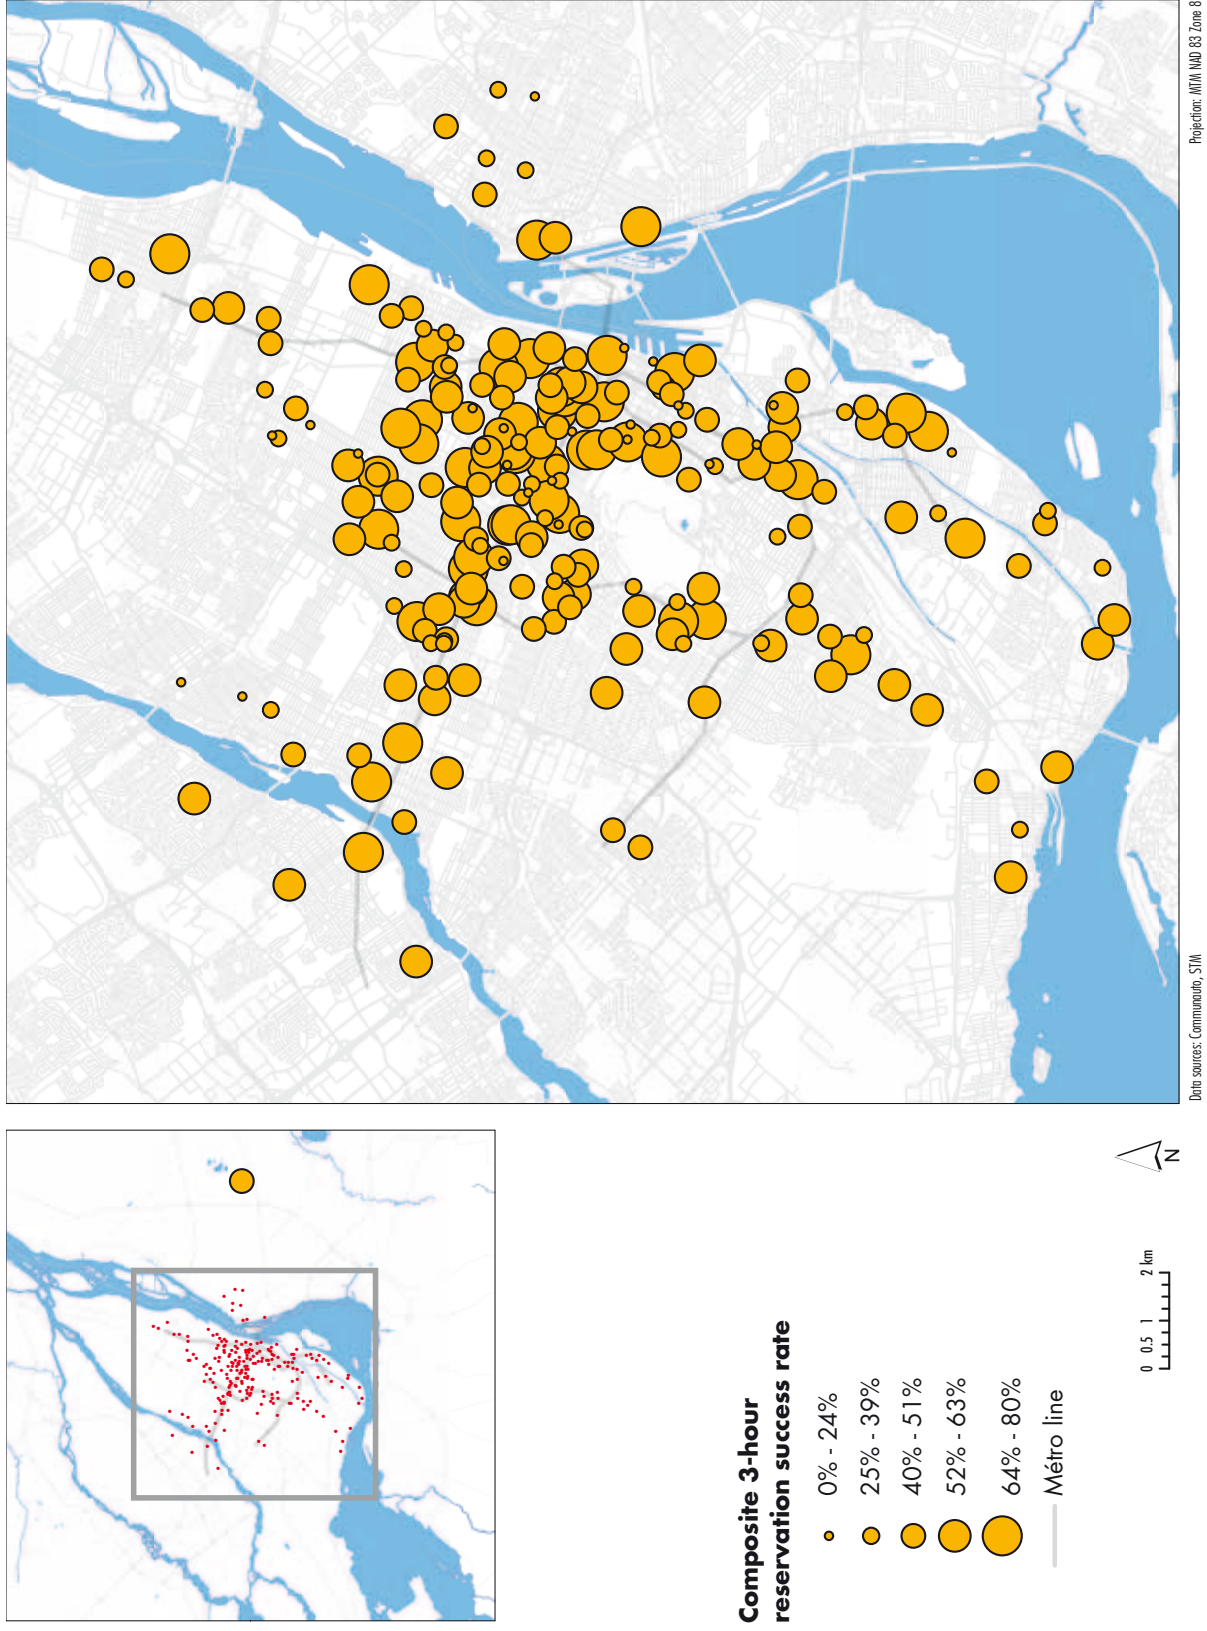 Composite 3-hour
reservation success rate
0% - 24%
25% - 39%
40% - 51%
52% - 63%
64% - 80%
Métro line
0 0.5 1 2 km
N
Data sources: Communauto, STM
Projection: MTM NAD 83 Zone 8